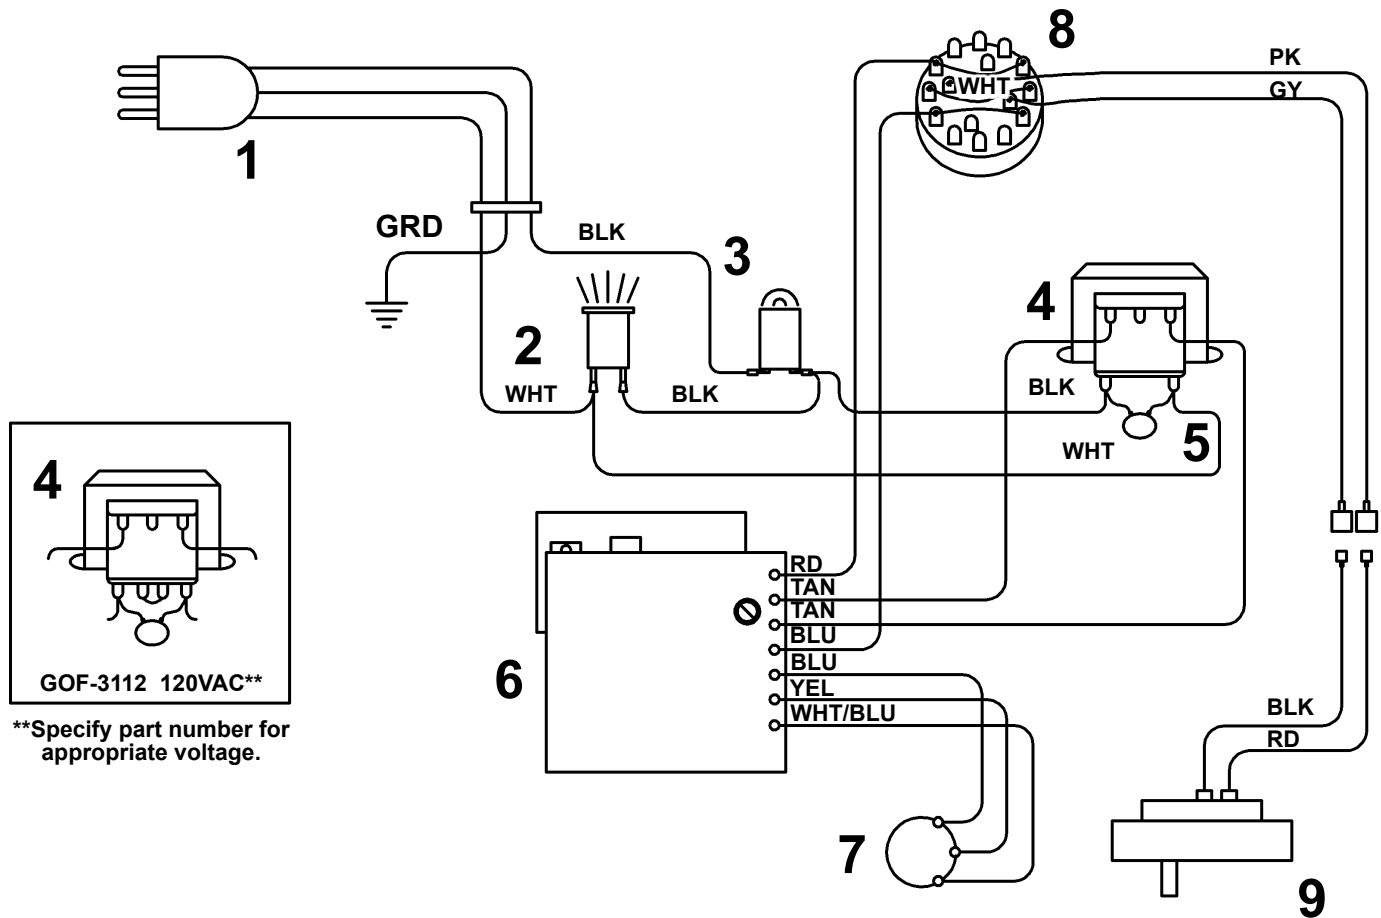 8
PK
WHT
GY
1
GRD
BLK
3
4
2
WHT
BLK
BLK
5
WHT
4
6
RD
TAN
TAN
BLU
BLU
YEL
WHT/BLU
GOF-3112 120VAC**
**Specify part number for
appropriate voltage.
BLK
RD
7
9